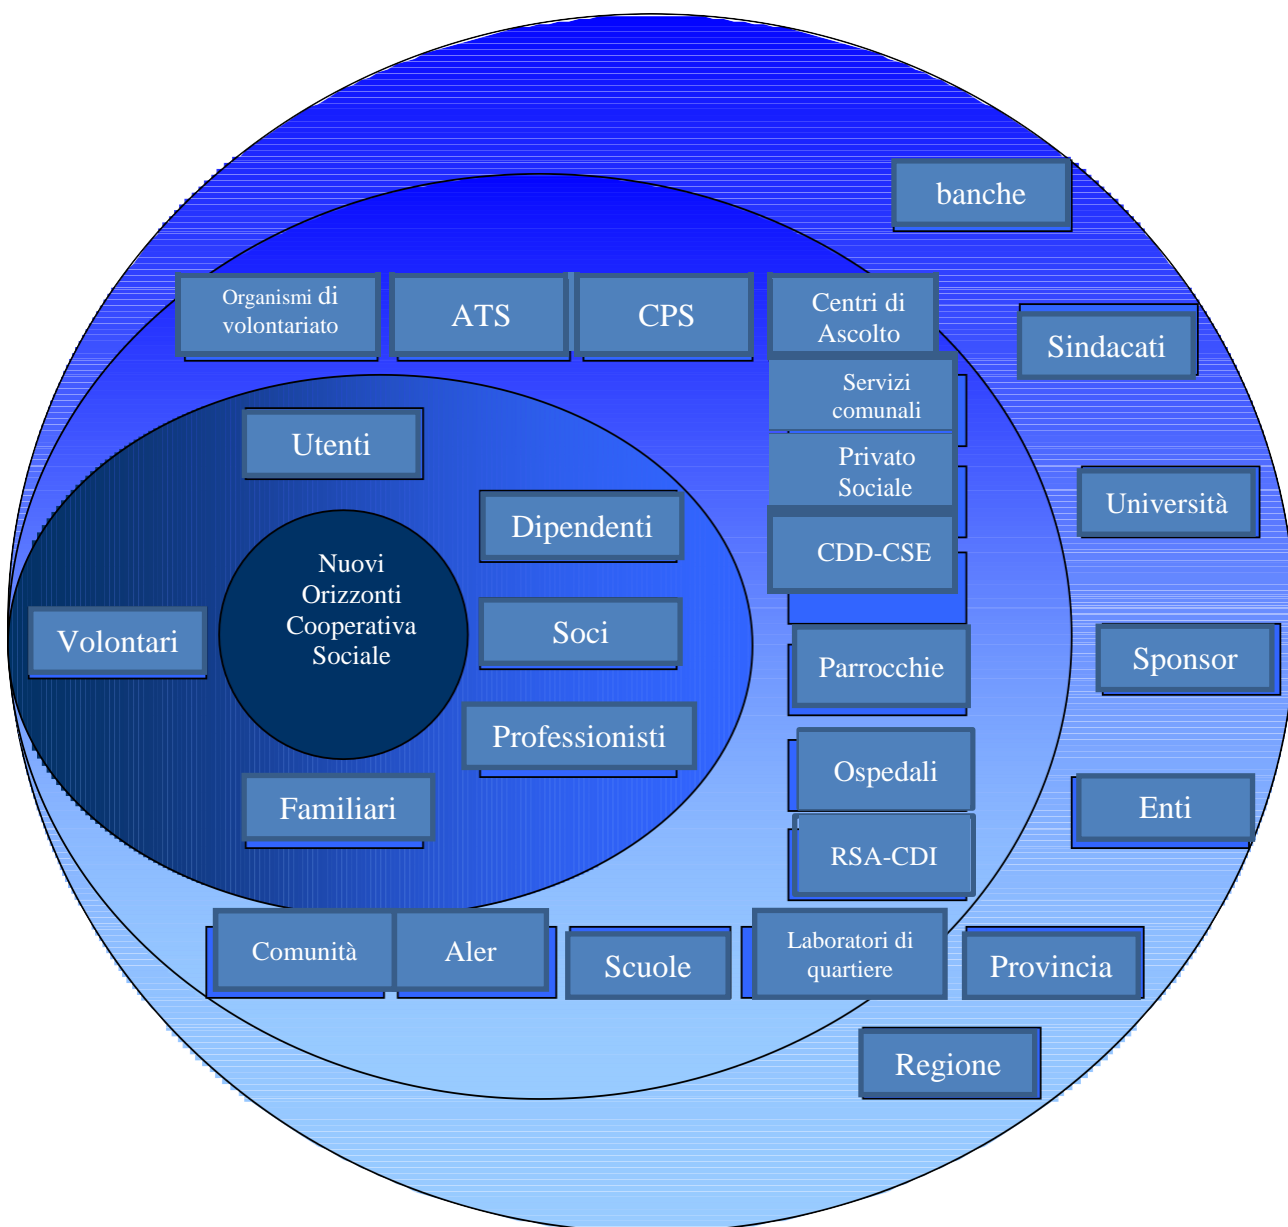 banche
Organismi di
volontariato
ATS
CPS
Centri di
Ascolto
Sindacati
Servizi
comunali
Utenti
Privato
Sociale
Università
Dipendenti
CDD-CSE
Nuovi
Orizzonti
Cooperativa
Sociale
Volontari
Soci
Parrocchie
Sponsor
Professionisti
Ospedali
Familiari
Enti
RSA-CDI
Comunità
Aler
Scuole
Laboratori di
quartiere
Provincia
Regione